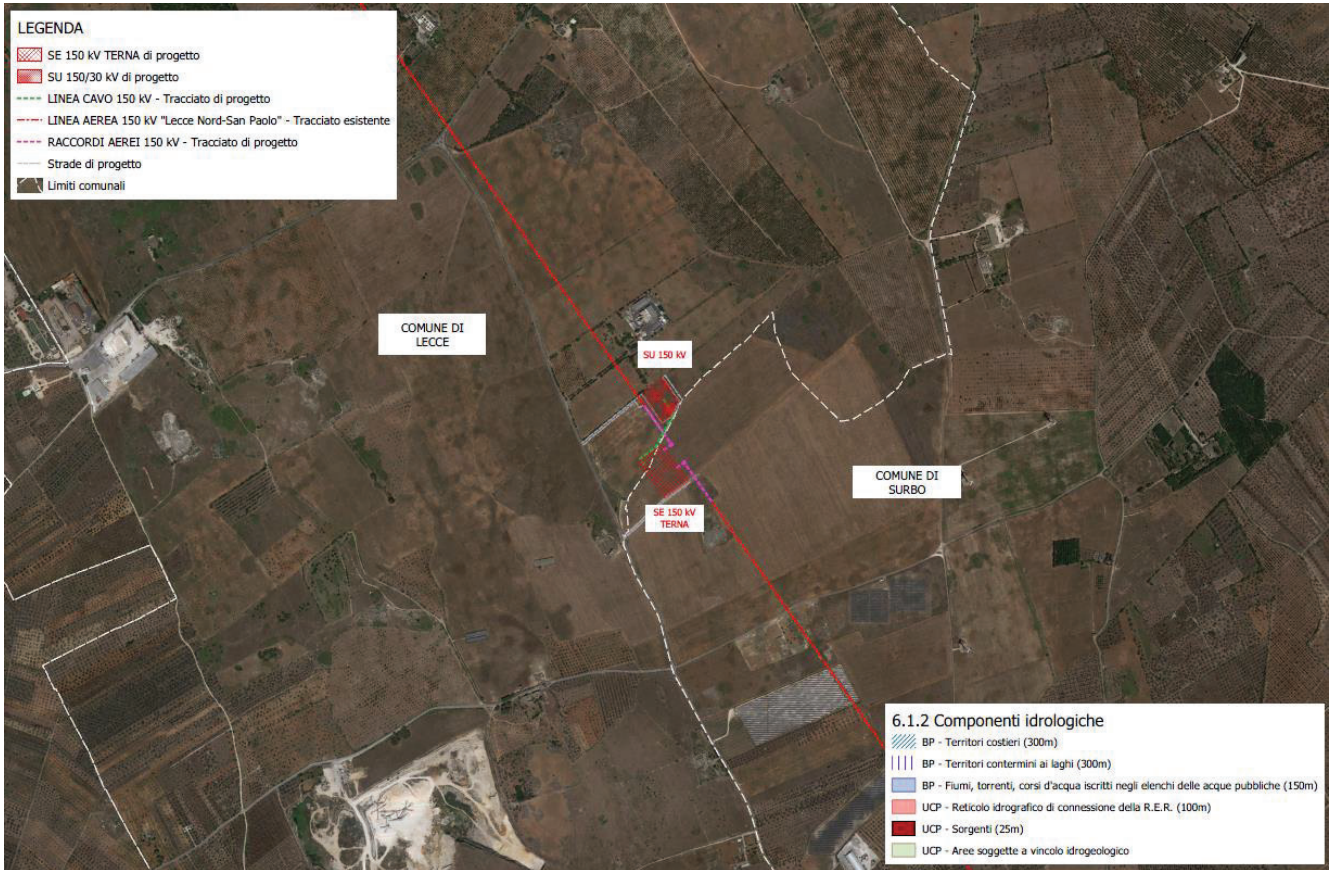 LEGENDA
SE 150 kV TERNA di progetto
SU 150/30 kV di progetto
LINEA CAVO 150 kV - Tracciato di progetto
LINEA AEREA 150 kV "Lecce Nord-San Paolo" - Tracciato esistente
RACCORDI AEREI 150 kV - Tracciato di progetto
Strade di progetto
Limiti comunali
COMUNE DI
LECCE
SU 150 kV
COMUNE DI
SURBO
SE 150 kV
TERNA
6.1.2 Componenti idrologiche
BP - Territori costieri (300m)
BP - Territori contermini ai laghi (300m)
BP - Fiumi, torrenti, corsi d'acqua iscritti negli elenchi delle acque pubbliche (150m)
UCP - Reticolo idrografico di connessione della R.E.R. (100m)
UCP - Sorgenti (25m)
UCP - Aree soggette a vincolo idrogeologico